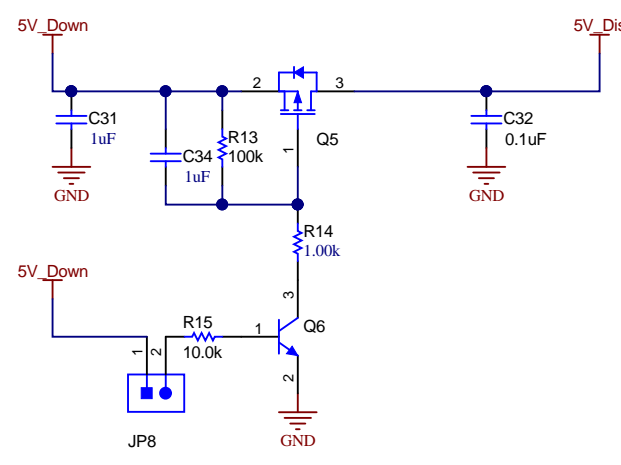 5V_Down
5V_Dis
2
3
C31
1uF
R13
100k
C32
0.1uF
Q5
C34
1uF
1
GND
GND
R14
1.00k
5V_Down
3
R15
10.0k
1
Q6
1
2
2
JP8
GND